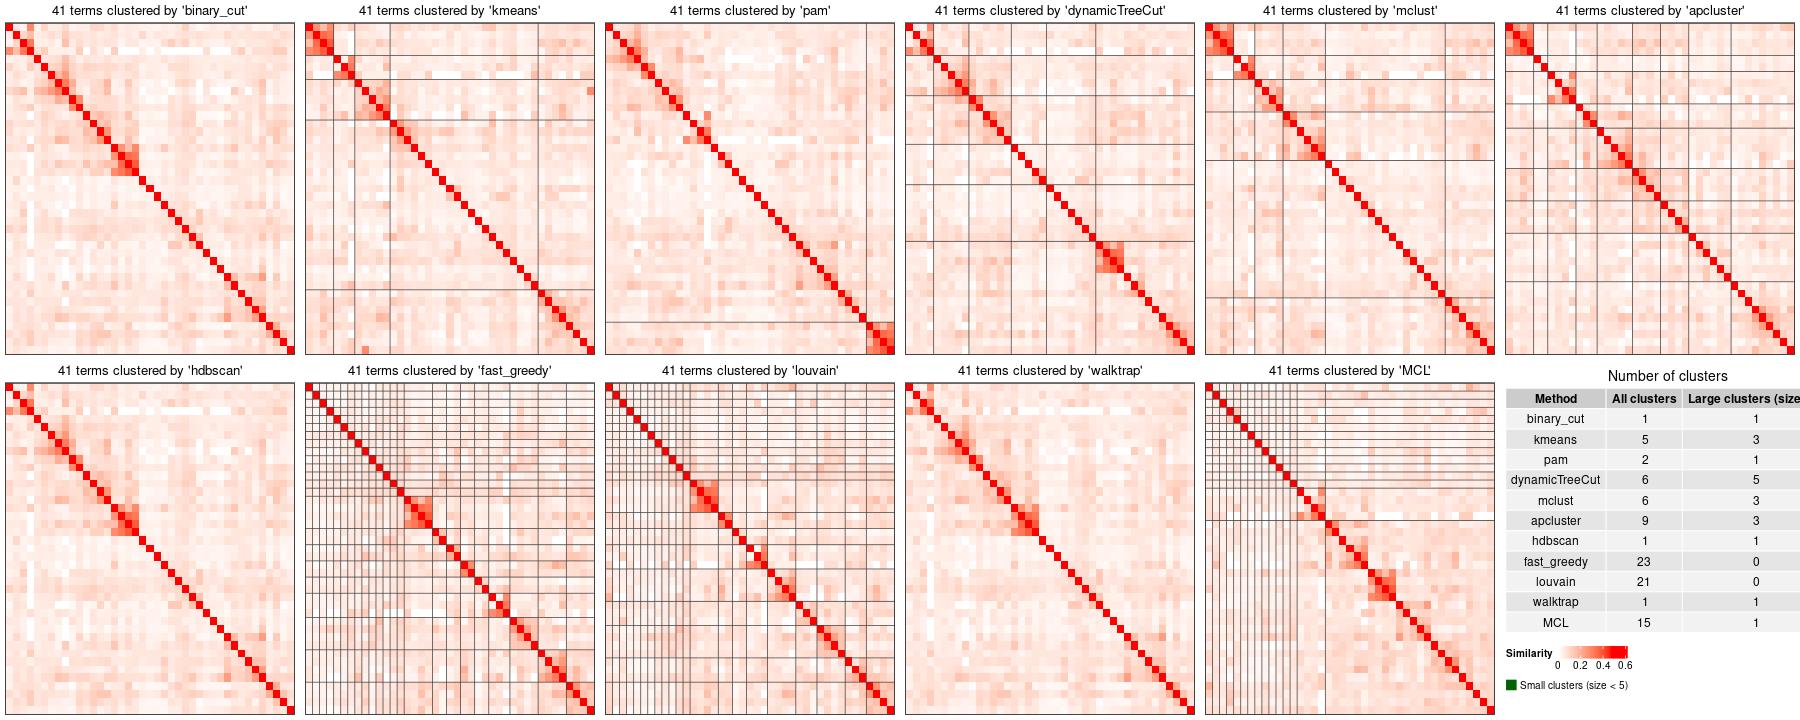 41 terms clustered by 'binary_cut'
41 terms clustered by 'kmeans'
41 terms clustered by 'pam'
41 terms clustered by 'dynamicTreeCut'
41 terms clustered by 'mclust'
41 terms clustered by 'apcluster'
41 terms clustered by 'hdbscan'
41 terms clustered by 'fast_greedy'
41 terms clustered by 'louvain'
41 terms clustered by 'walktrap'
41 terms clustered by 'MCL'
Number of clusters
Method All clusters Large clusters (size
binary_cut 1 1
kmeans 5 3
pam 2 1
dynamicTreeCut 6 5
mclust 6 3
apcluster 9 3
hdbscan 1 1
fast_greedy 23 0
louvain 21 0
walktrap 1 1
MCL 15 1
Similarity
0 0.2 0.4 0.6
Small clusters (size < 5)